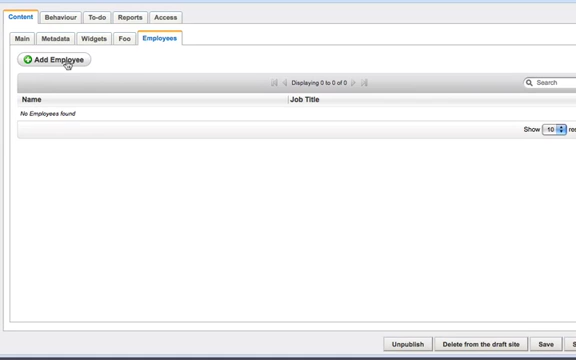 Content Behaviour To-do Reports Access
Main Metadata Widgets Foo Employees
Add Employee
Displaying 0 to 0 of 0 Search
Name Job Title
No Employees found
Show 10
Unpublish Delete from the draft site Save